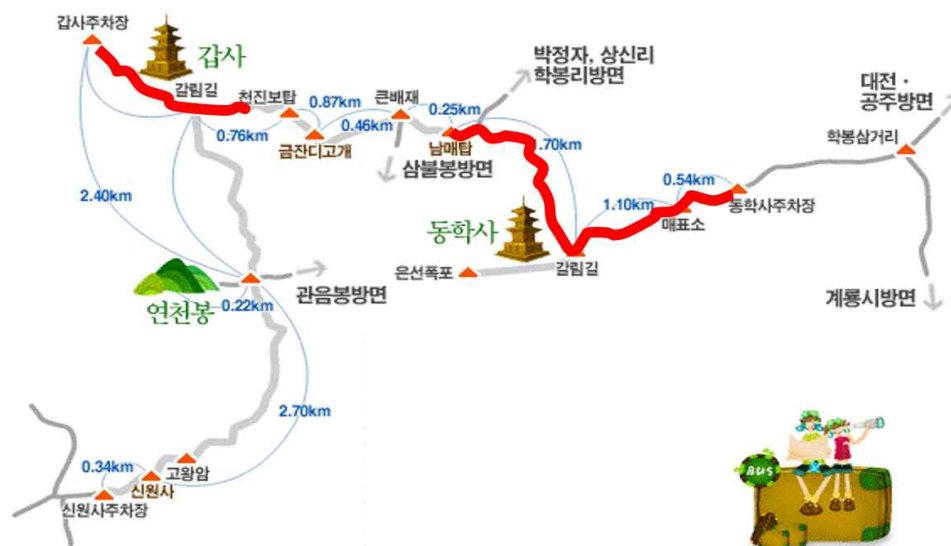 갑사주차장
갑사
갈림길
천진보탑
0.87km
큰배재
0.25km
박정자, 상신리
학봉리방면
대전 ·
공주방면
0.76km
0.46km
금잔디고개
남매탑
삼불봉방면
1.70km
학봉삼거리
2.40km
0.54km
동학사주차장
1.10km
매표소
동학사
은선폭포
갈림길
관음봉방면
계룡시방면
연천봉
0.22km
2.70km
0.34km
고왕암
신원사
신원사주차장
BUS